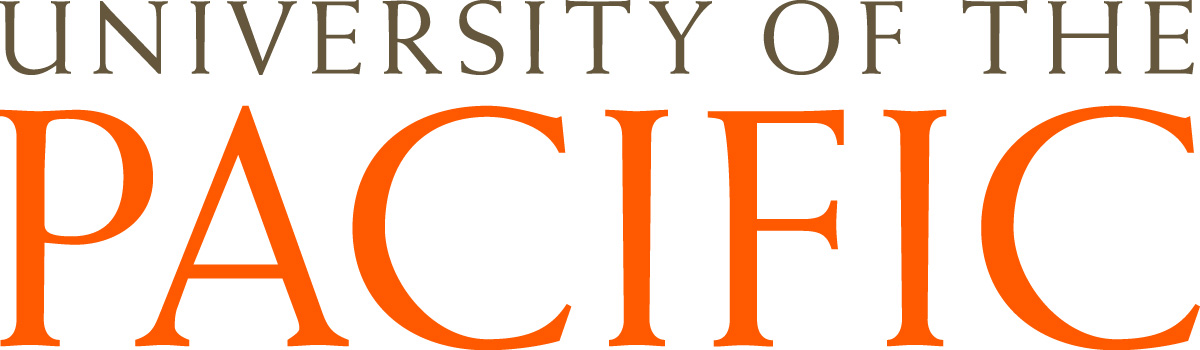 UNIVERSITY OF THE
PACIFIC